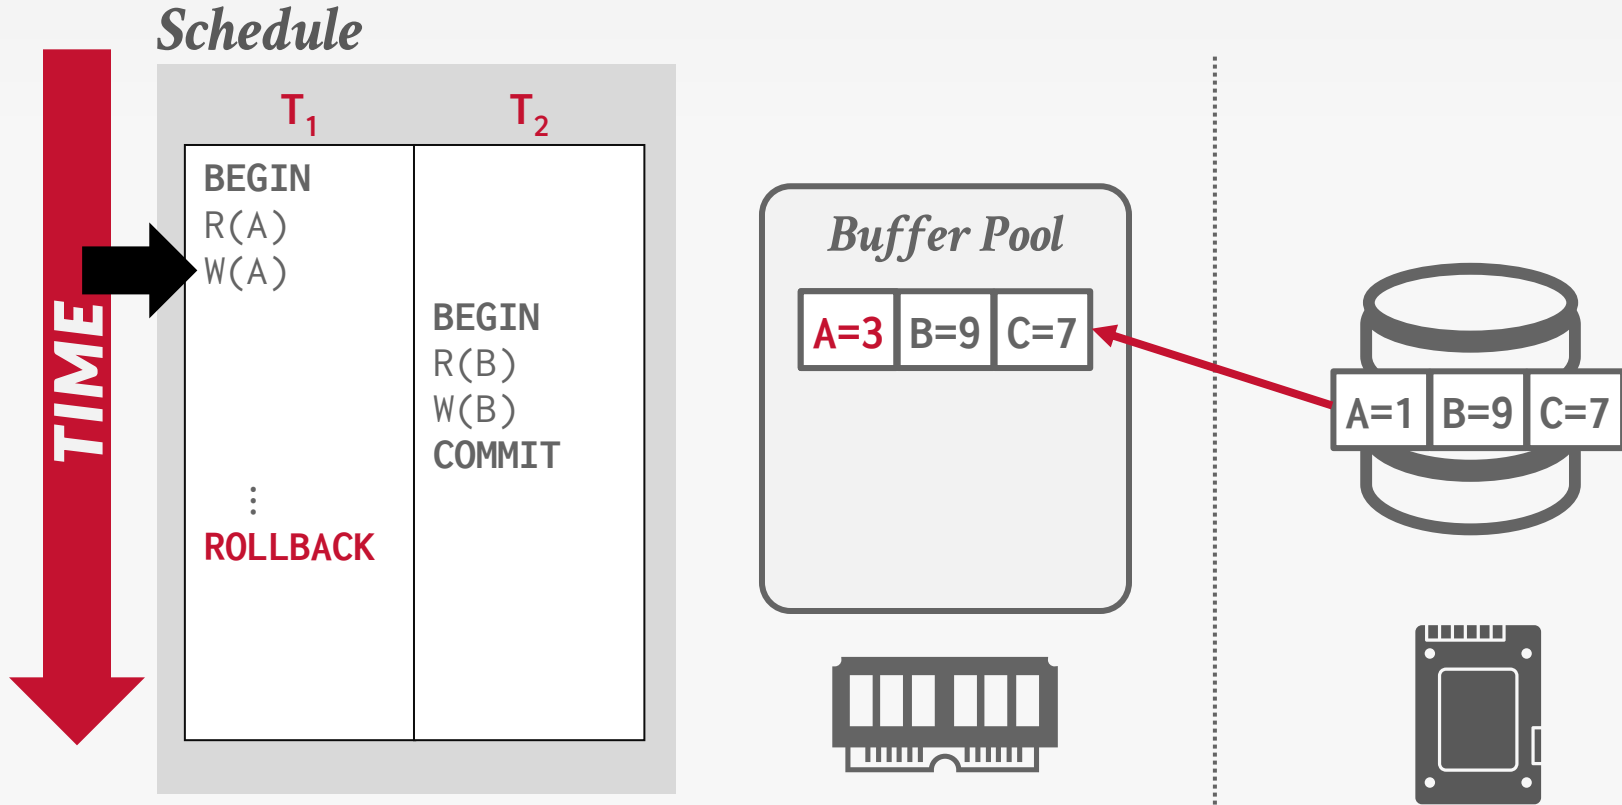 Schedule
TIME
T1 T2
BEGIN
R(A)
W(A)
BEGIN
R(B)
W(B)
COMMIT
⋮
ROLLBACK
Buffer Pool
A=3 B=9 C=7
A=1 B=9 C=7